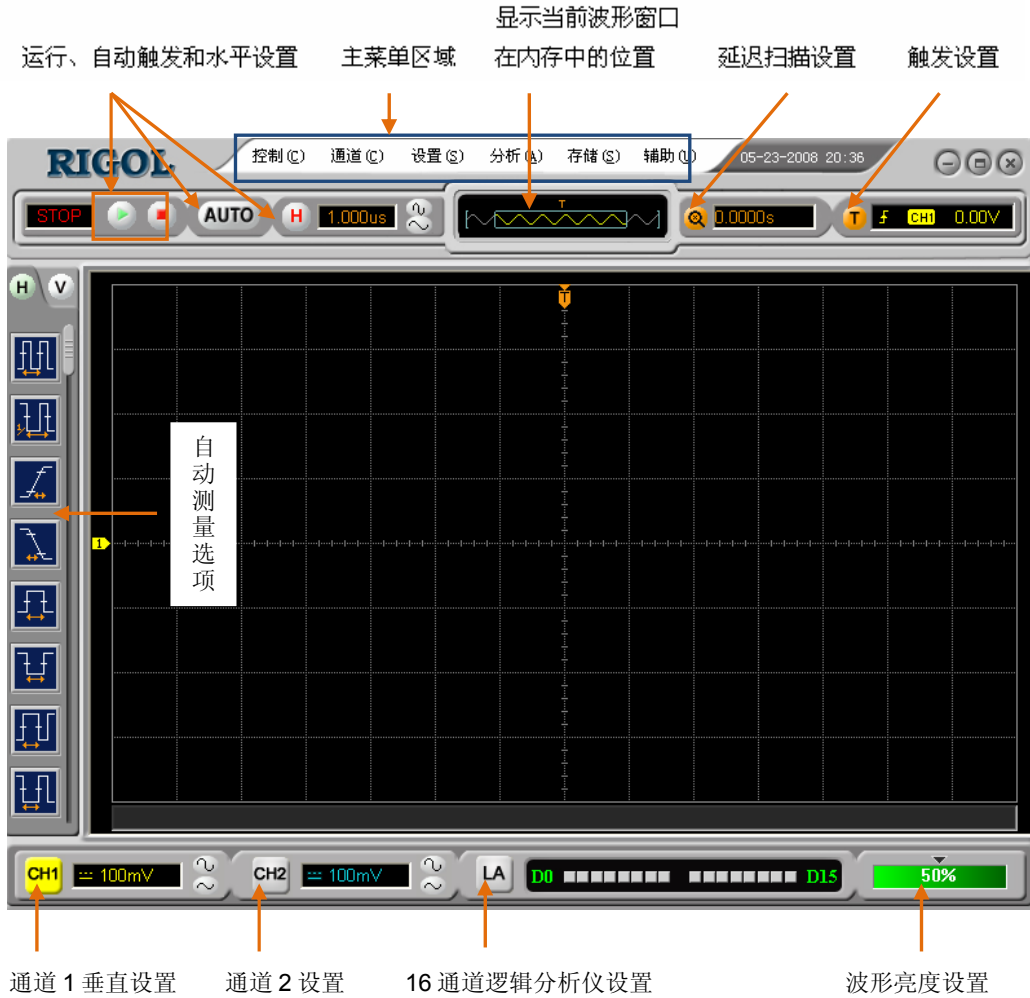 显示当前波形窗口
运行、自动触发和水平设置 主菜单区域 在内存中的位置 延迟扫描设置 触发设置
RIGOL 控制(C) 通道(C) 设置(S) 分析(A) 存储(S) 辅助(U) 05-23-2008 20:36
STOP AUTO H 1.000us T 0.0000s T CH1 0.00V
H V
T
自
动
测
量
选
项
1/
1
CH1 100mV CH2 100mV LA D0 D15 50%
通道 1 垂直设置 通道 2 设置 16 通道逻辑分析仪设置 波形亮度设置